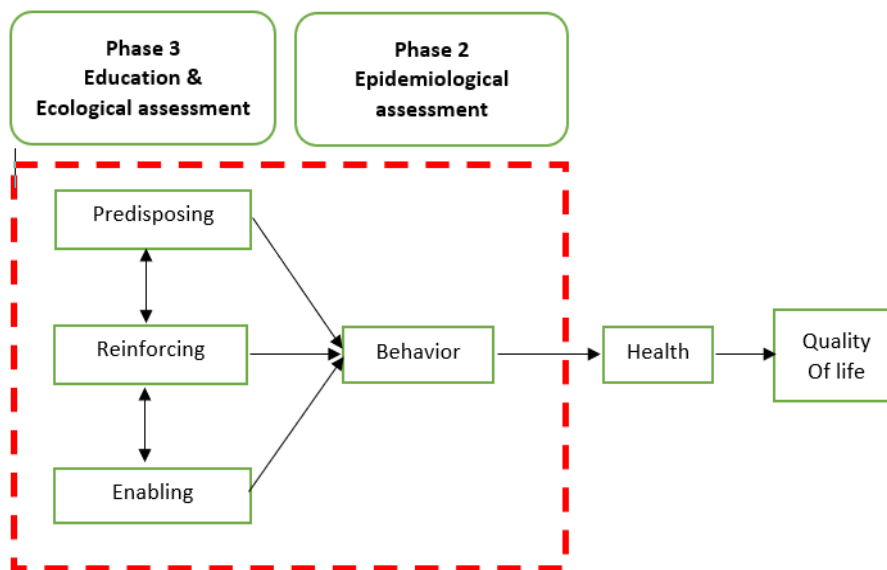 Phase 3
Education &
Ecological assessment
Phase 2
Epidemiological
assessment
Predisposing
Reinforcing
Behavior
Health
Quality
Of life
Enabling